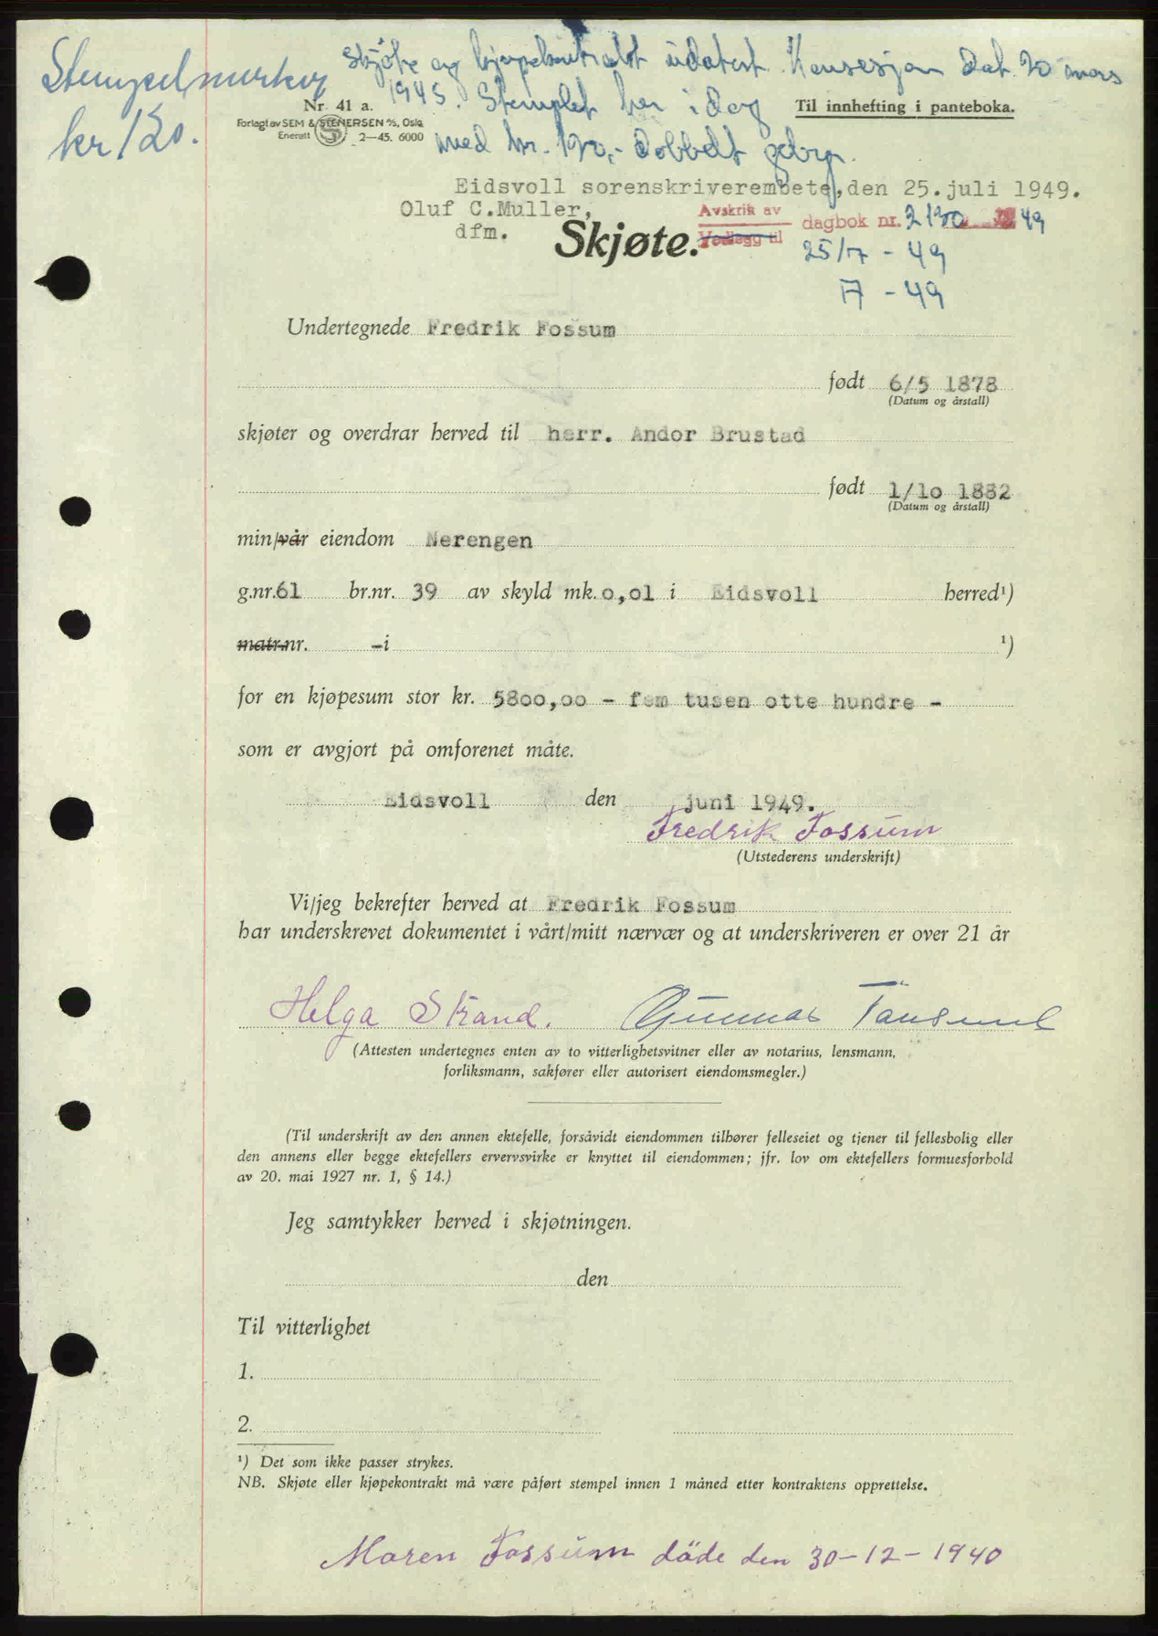 Stempelmerker
kr 120.
Skjøte og kjøpekontrakt udatert. Konsesjon dat. 20 mars
1945. Stemplet her i dag
med kr. 120,- dobbelt gebyr.
Nr. 41 a.
Forlagt av SEM & STENERSEN A/S, Oslo
Enerett 2—45. 6000
Til innhefting i panteboka.
Eidsvoll sorenskriverembete, den 25. juli 1949.
Oluf C. Muller,
dfm.
Skjøte.
Avskrift av
Vedlegg til
dagbok nr. 2190 1949
25/7 - 49
7 - 49
Undertegnede Fredrik Fossum
født 6/5 1878
(Datum og årstall)
skjøter og overdrar herved til herr. Andor Brustad
født 1/10 1882
(Datum og årstall)
min/vår eiendom Nerengen
g.nr. 61 br.nr. 39 av skyld mk. 0,01 i Eidsvoll herred¹)
matr.nr. -i ¹)
for en kjøpesum stor kr. 5800,00 - fem tusen otte hundre -
som er avgjort på omforenet måte.
Eidsvoll den juni 1949.
Fredrik Fossum
(Utstederens underskrift)
Vi/jeg bekrefter herved at Fredrik Fossum
har underskrevet dokumentet i vårt/mitt nærvær og at underskriveren er over 21 år
Helga Strand. Gunnar
(Attesten undertegnes enten av to vitterlighetsvitner eller av notarius, lensmann,
forliksmann, sakfører eller autorisert eiendomsmegler.)
(Til underskrift av den annen ektefelle, forsåvidt eiendommen tilhører felleseiet og tjener til fellesbolig eller
den annens eller begge ektefellers ervervsvirke er knyttet til eiendommen; jfr. lov om ektefellers formuesforhold
av 20. mai 1927 nr. 1, § 14.)
Jeg samtykker herved i skjøtningen.
den
Til vitterlighet
1.
2.
¹) Det som ikke passer strykes.
NB. Skjøte eller kjøpekontrakt må være påført stempel innen 1 måned etter kontraktens opprettelse.
Maren Fossum döde den 30-12-1940